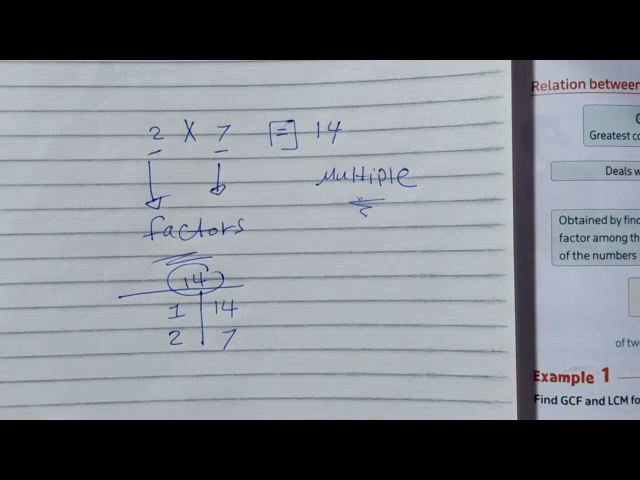 2 X 7 = 14
Multiple
factors
14
1 14
2 7
Relation between
G
Greatest co
Deals w
Obtained by find
factor among th
of the numbers
of tw
Example 1
Find GCF and LCM fo